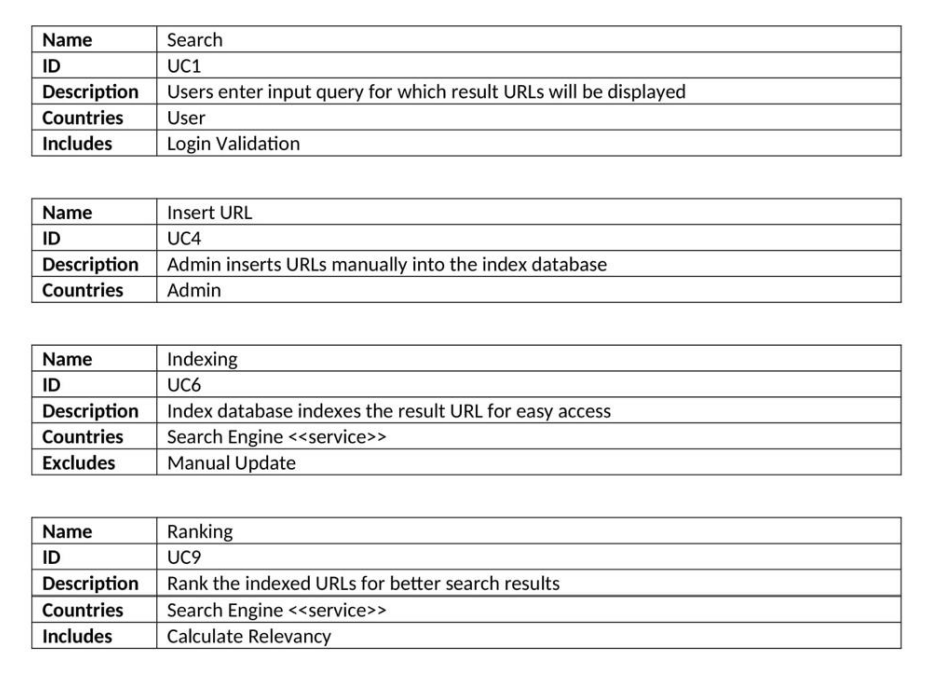 Name Search
ID UC1
Description Users enter input query for which result URLs will be displayed
Countries User
Includes Login Validation
Name Insert URL
ID UC4
Description Admin inserts URLs manually into the index database
Countries Admin
Name Indexing
ID UC6
Description Index database indexes the result URL for easy access
Countries Search Engine <<service>>
Excludes Manual Update
Name Ranking
ID UC9
Description Rank the indexed URLs for better search results
Countries Search Engine <<service>>
Includes Calculate Relevancy